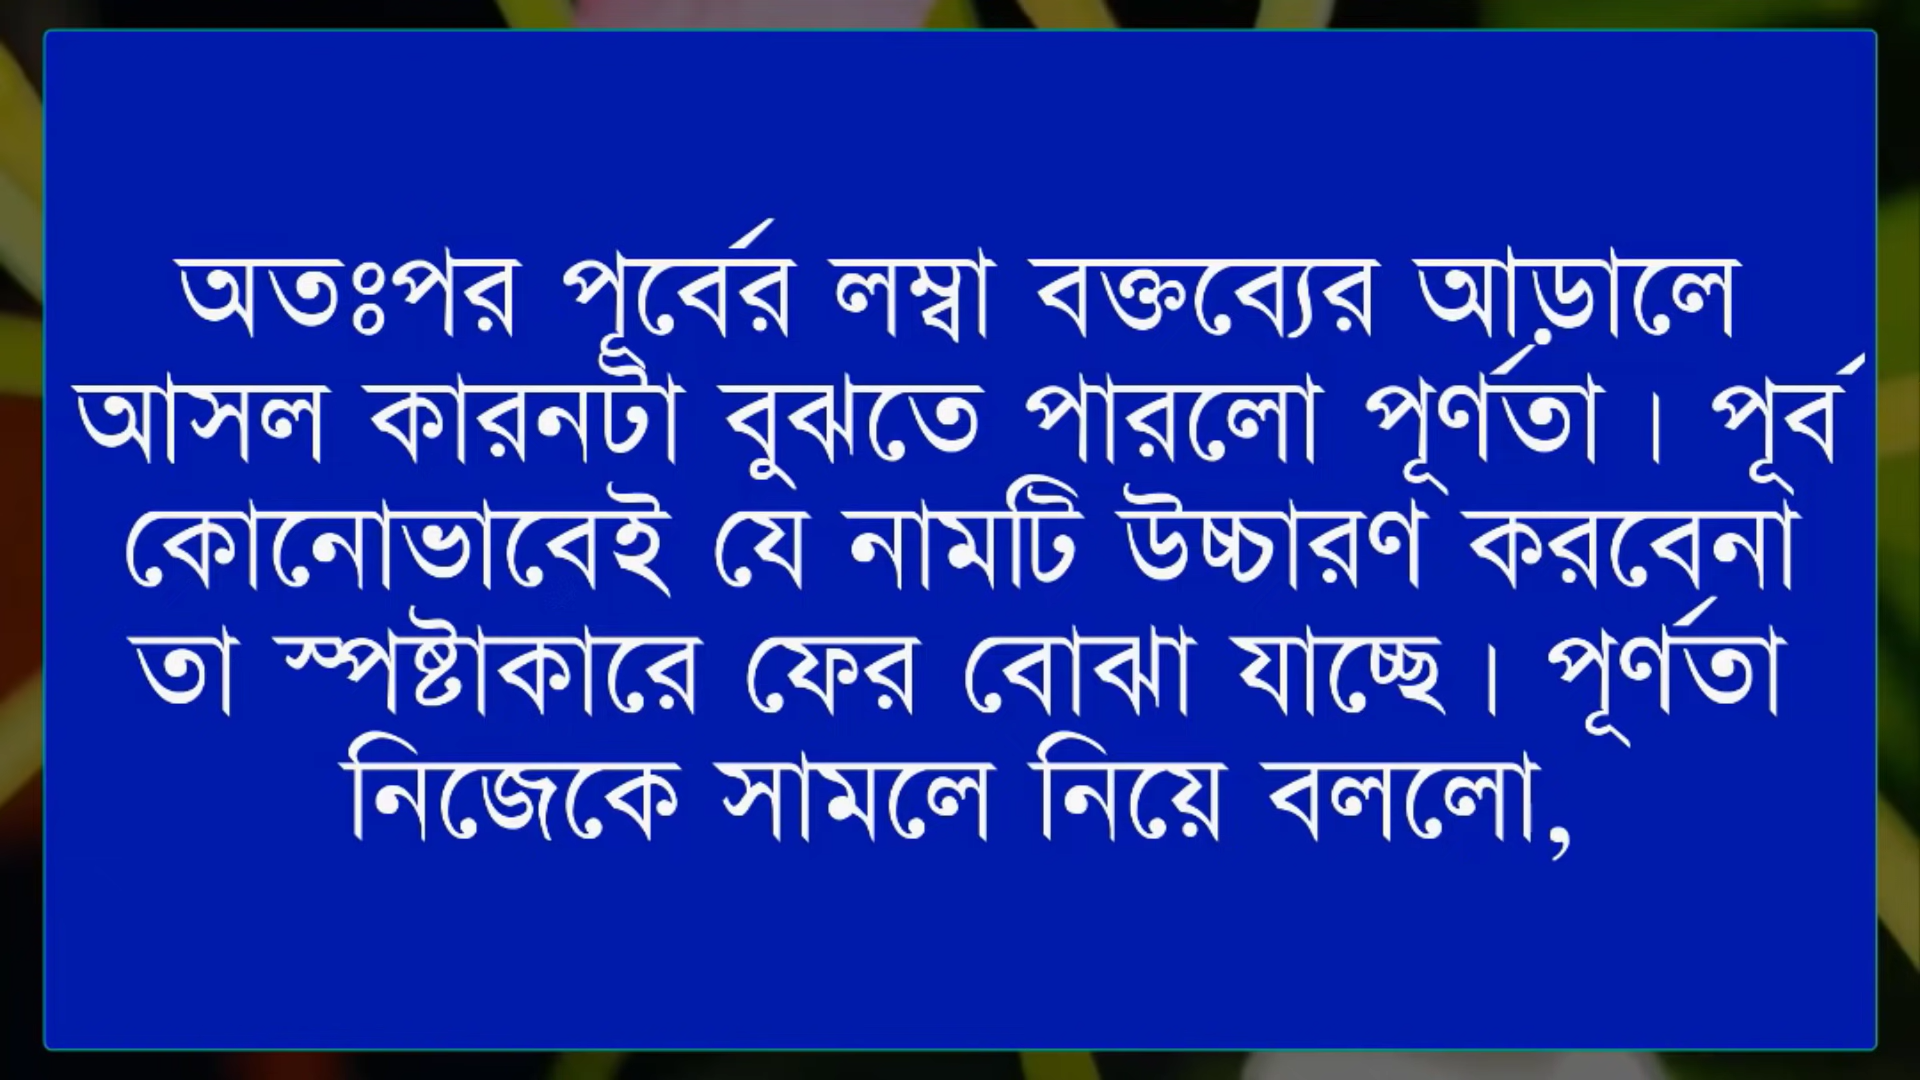 অতঃপর পূর্বের লম্বা বক্তব্যের আড়ালে
আসল কারনটা বুঝতে পারলো পূর্ণতা। পূর্ব
কোনোভাবেই যে নামটি উচ্চারণ করবেনা
তা স্পষ্টাকারে ফের বোঝা যাচ্ছে। পূর্ণতা
নিজেকে সামলে নিয়ে বললো,